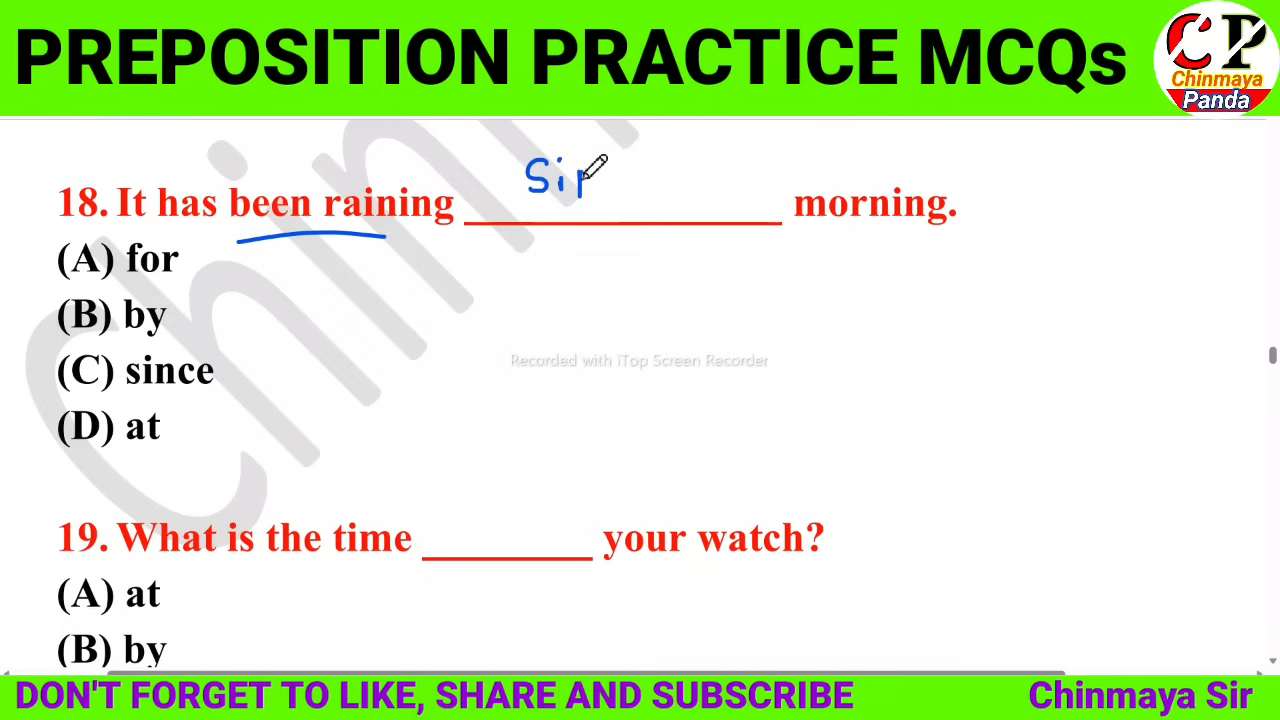 PREPOSITION PRACTICE MCQs
CP
Chinmaya
Panda
Sir
18. It has been raining _______________ morning.
(A) for
(B) by
(C) since
(D) at
Recorded with iTop Screen Recorder
19. What is the time ________ your watch?
(A) at
(B) by
DON'T FORGET TO LIKE, SHARE AND SUBSCRIBE
Chinmaya Sir